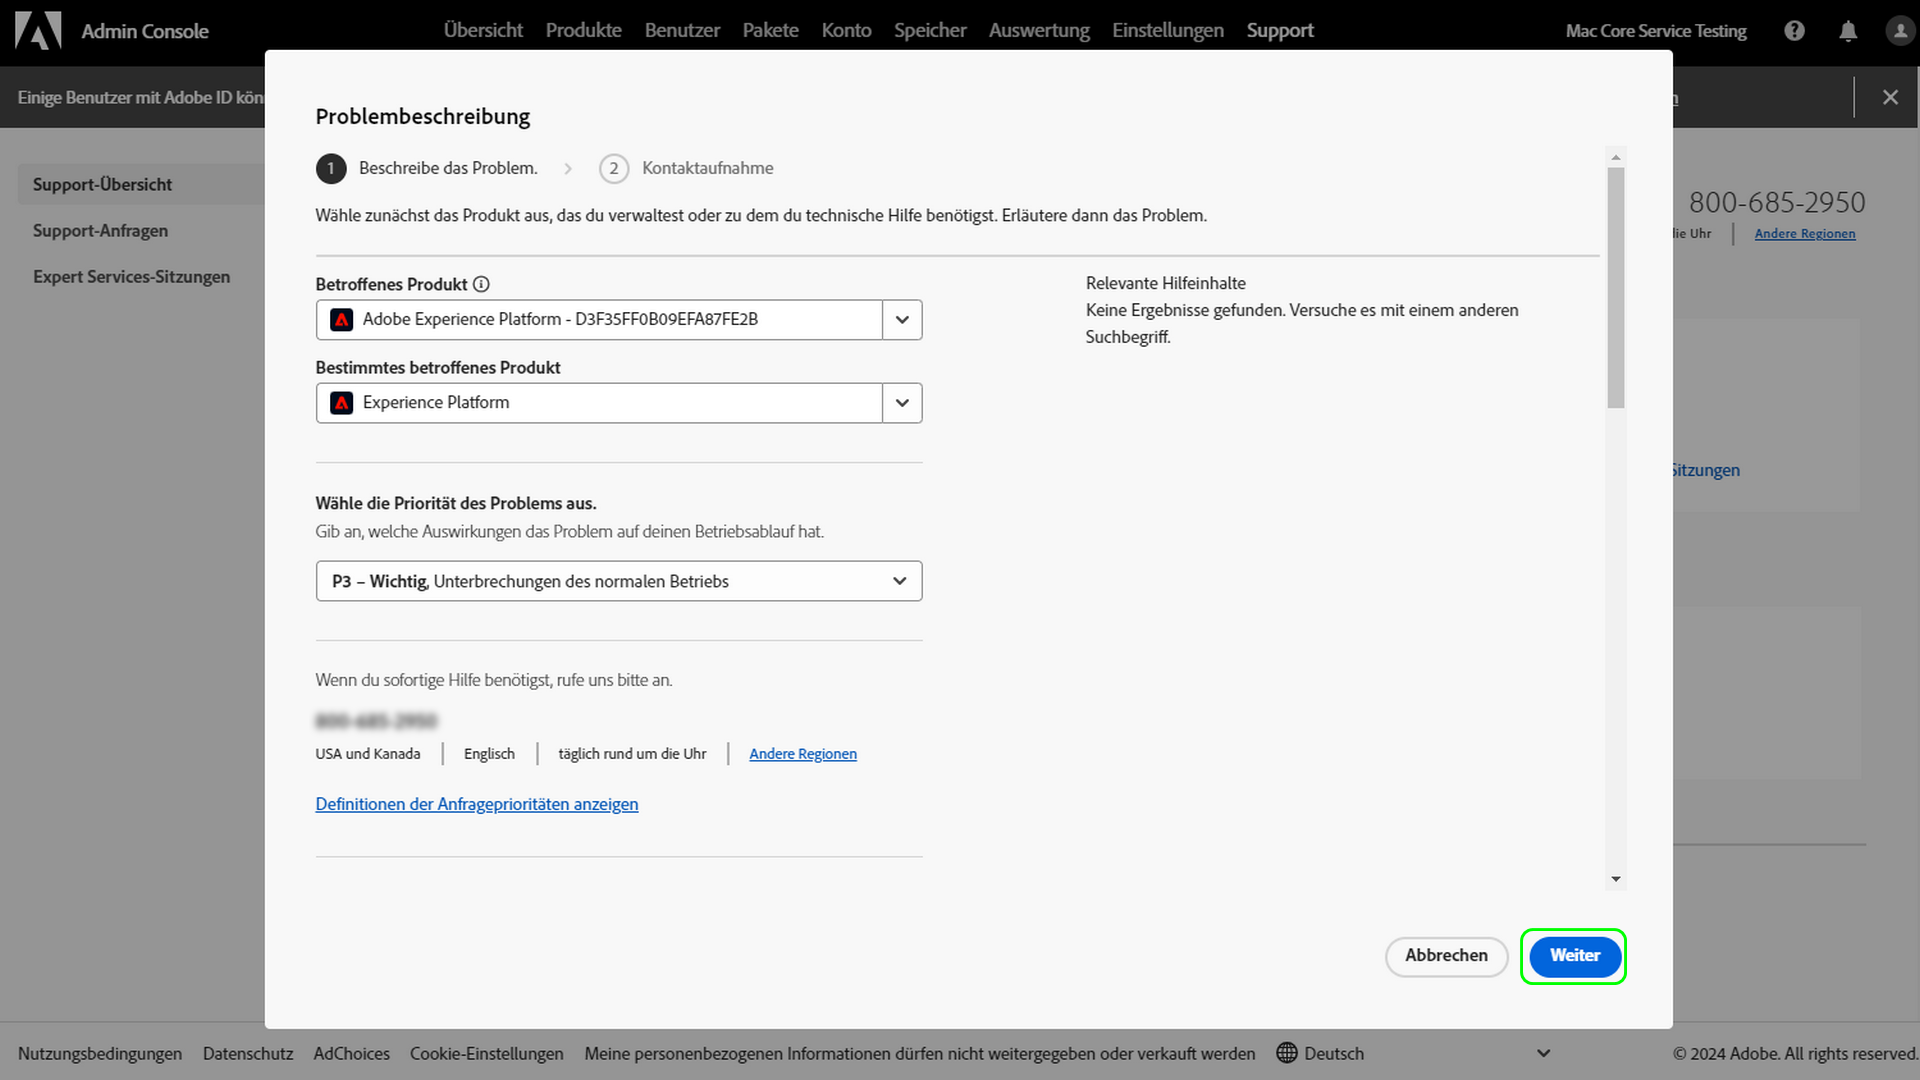 Admin Console
Übersicht Produkte Benutzer Pakete Konto Speicher Auswertung Einstellungen Support
Mac Core Service Testing
Einige Benutzer mit Adobe ID kön
n
Support-Übersicht
Support-Anfragen
Expert Services-Sitzungen
Problembeschreibung
1 Beschreibe das Problem. 2 Kontaktaufnahme
Wähle zunächst das Produkt aus, das du verwaltest oder zu dem du technische Hilfe benötigst. Erläutere dann das Problem.
800-685-2950
die Uhr Andere Regionen
Betroffenes Produkt
Adobe Experience Platform - D3F35FF0B09EFA87FE2B
Bestimmtes betroffenes Produkt
Experience Platform
Relevante Hilfeinhalte
Keine Ergebnisse gefunden. Versuche es mit einem anderen
Suchbegriff.
Sitzungen
Wähle die Priorität des Problems aus.
Gib an, welche Auswirkungen das Problem auf deinen Betriebsablauf hat.
P3 – Wichtig, Unterbrechungen des normalen Betriebs
Wenn du sofortige Hilfe benötigst, rufe uns bitte an.
800-685-2950
USA und Kanada Englisch täglich rund um die Uhr Andere Regionen
Definitionen der Anfrageprioritäten anzeigen
Abbrechen Weiter
Nutzungsbedingungen Datenschutz AdChoices Cookie-Einstellungen Meine personenbezogenen Informationen dürfen nicht weitergegeben oder verkauft werden Deutsch © 2024 Adobe. All rights reserved.